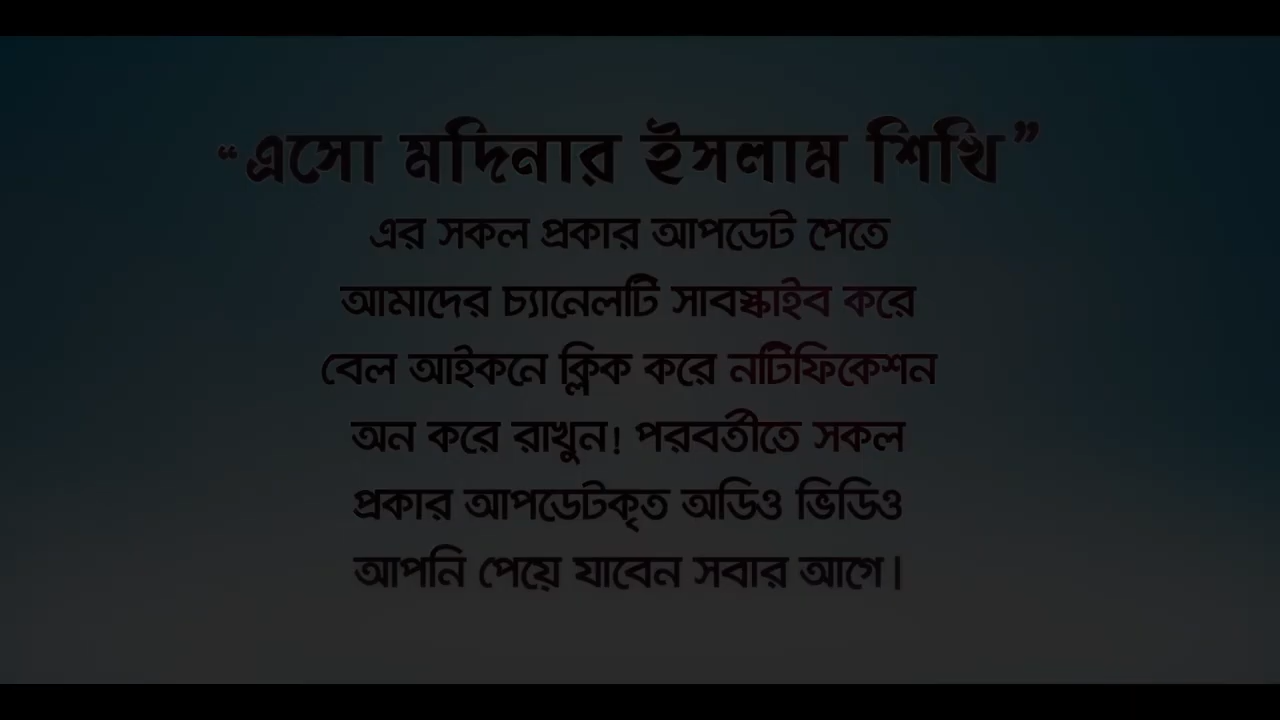 “এসো মদিনার ইসলাম শিখি”
এর সকল প্রকার আপডেট পেতে
আমাদের চ্যানেলটি সাবস্ক্রাইব করে
বেল আইকনে ক্লিক করে নটিফিকেশন
অন করে রাখুন! পরবর্তীতে সকল
প্রকার আপডেটকৃত অডিও ভিডিও
আপনি পেয়ে যাবেন সবার আগে|